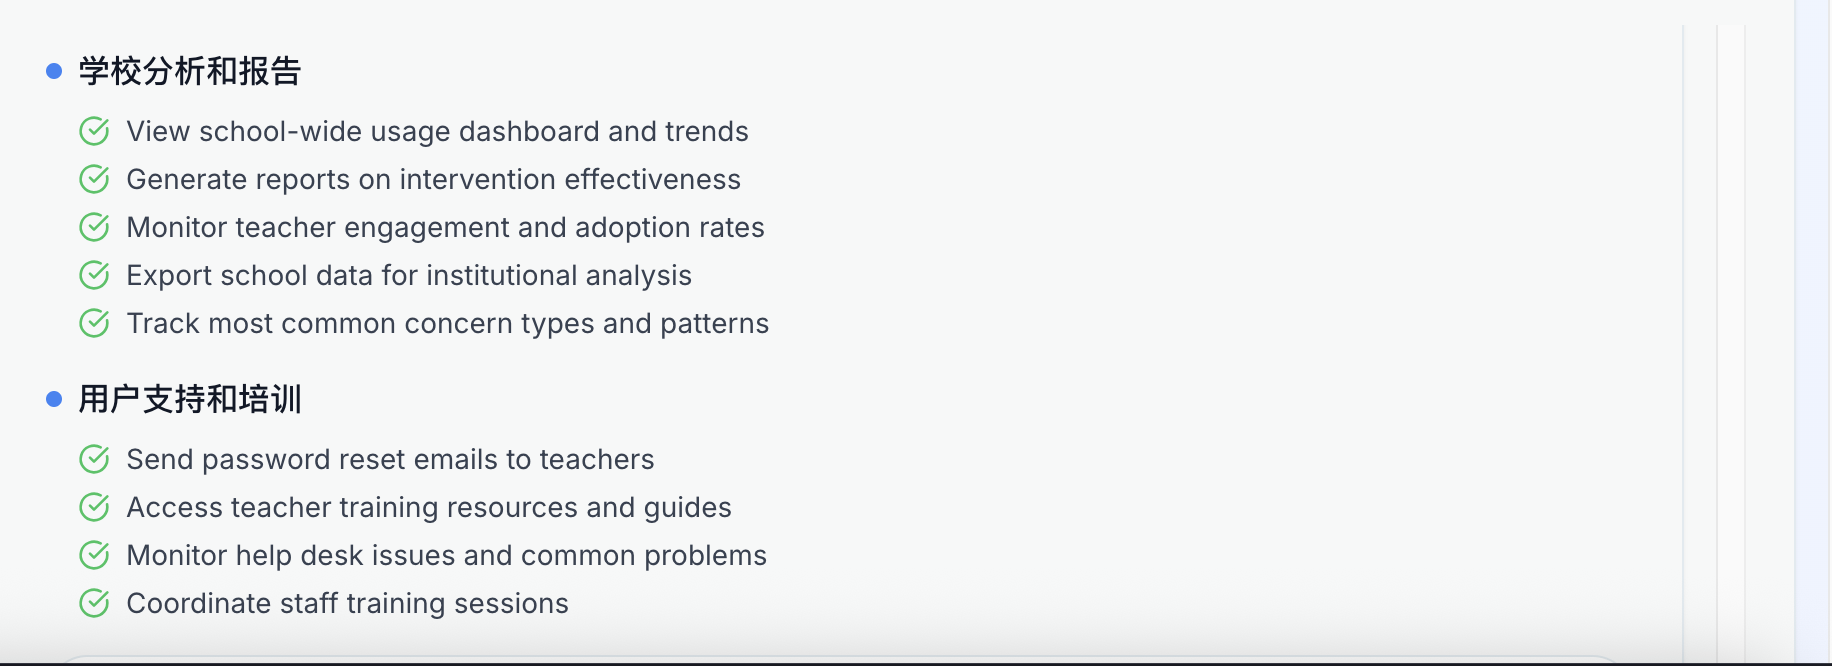 学校分析和报告
View school-wide usage dashboard and trends
Generate reports on intervention effectiveness
Monitor teacher engagement and adoption rates
Export school data for institutional analysis
Track most common concern types and patterns
用户支持和培训
Send password reset emails to teachers
Access teacher training resources and guides
Monitor help desk issues and common problems
Coordinate staff training sessions